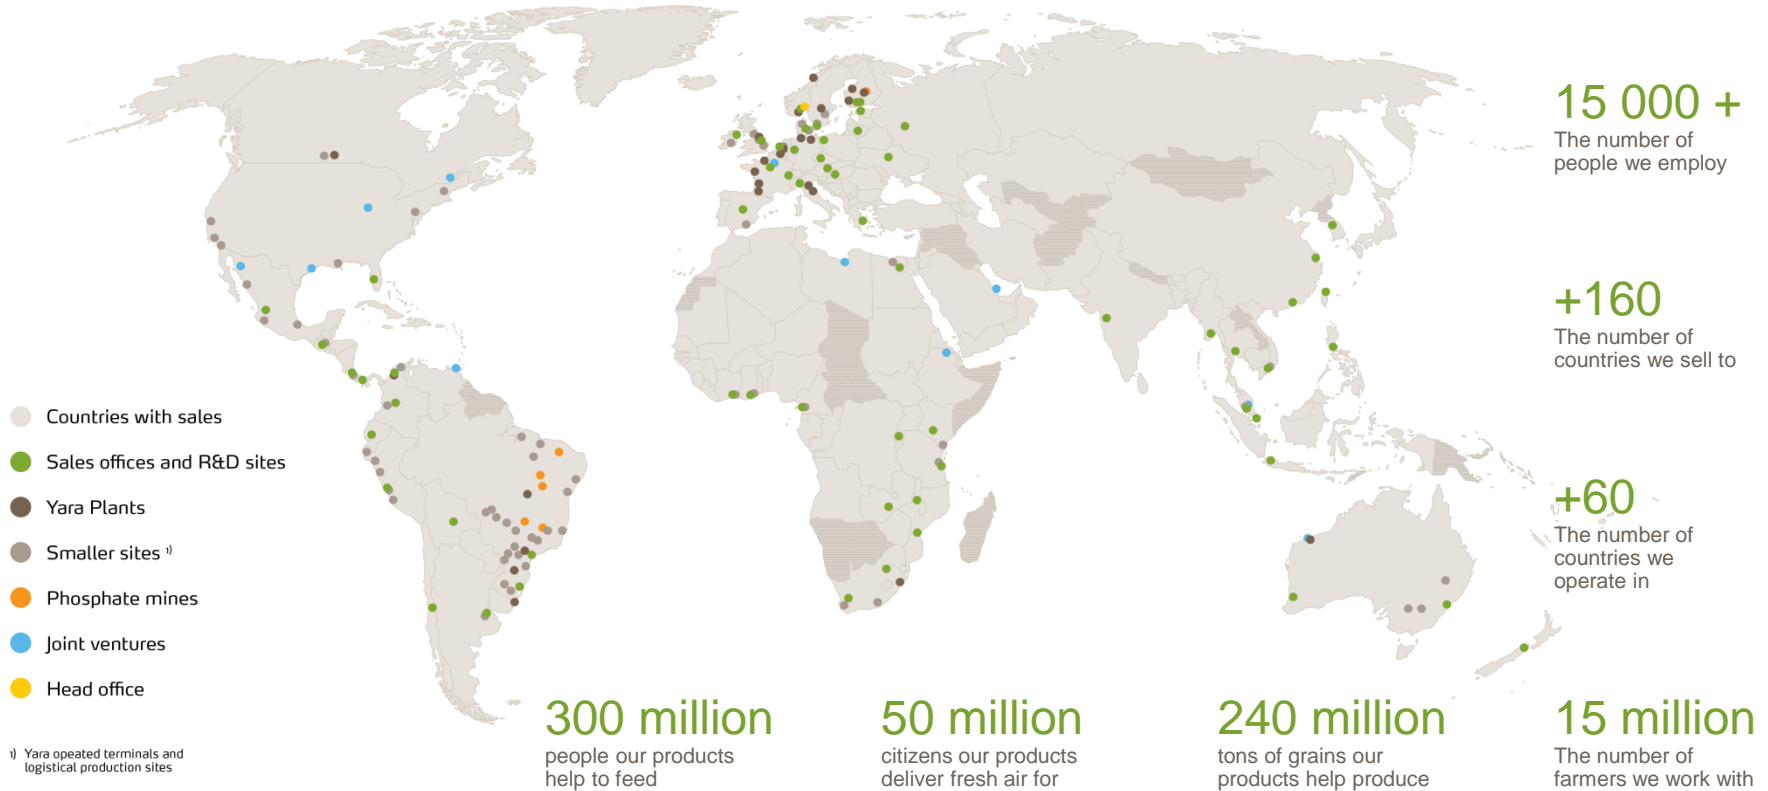 15 000 +
The number of
people we employ
+160
The number of
countries we sell to
Countries with sales
Sales offices and R&D sites
Yara Plants
Smaller sites ¹⁾
Phosphate mines
Joint ventures
Head office
+60
The number of
countries we
operate in
¹⁾ Yara opeated terminals and
logistical production sites
300 million
people our products
help to feed
50 million
citizens our products
deliver fresh air for
240 million
tons of grains our
products help produce
15 million
The number of
farmers we work with